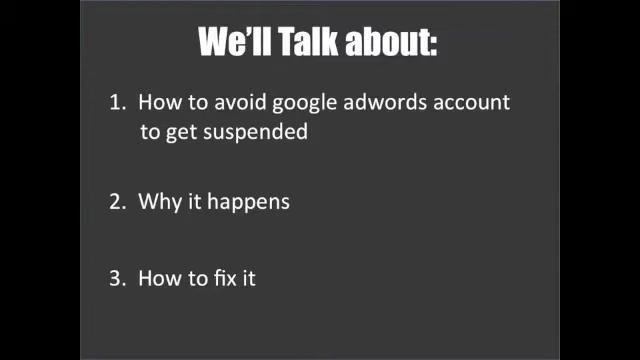 We'll Talk about:
1. How to avoid google adwords account
to get suspended
2. Why it happens
3. How to fix it